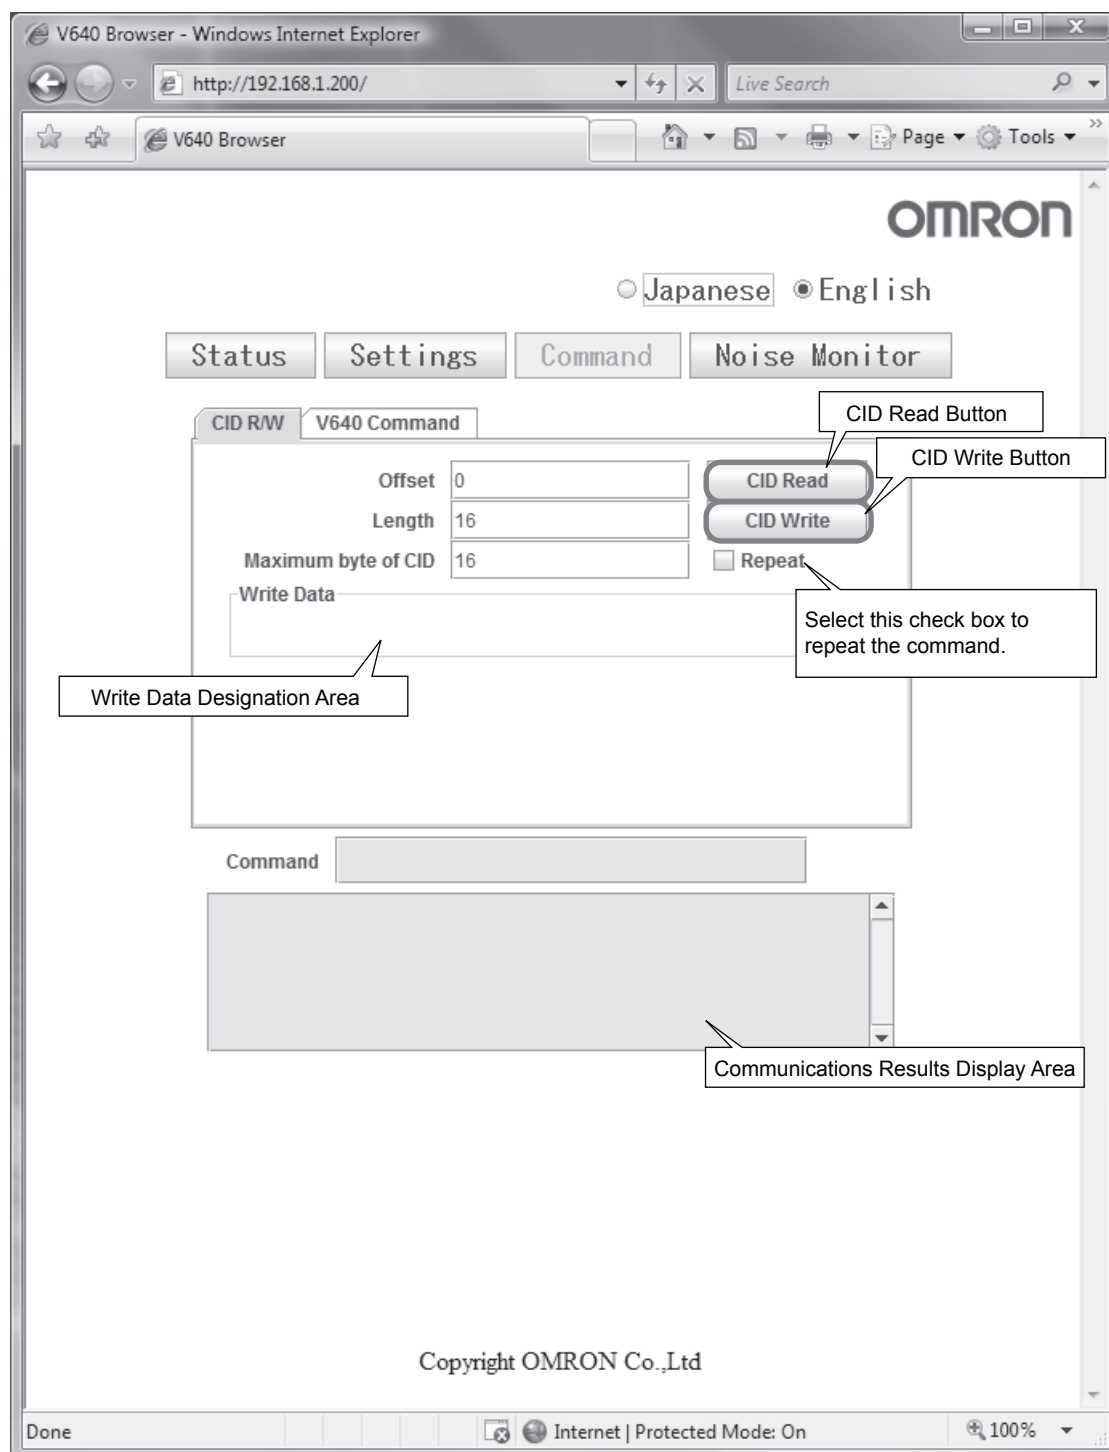 V640 Browser - Windows Internet Explorer
http://192.168.1.200/
Live Search
V640 Browser
Page
Tools
OMRON
Japanese
English
Status
Settings
Command
Noise Monitor
CID R/W
V640 Command
CID Read Button
CID Write Button
Offset
0
CID Read
Length
16
CID Write
Maximum byte of CID
16
Repeat
Write Data
Select this check box to
repeat the command.
Write Data Designation Area
Command
Communications Results Display Area
Copyright OMRON Co.,Ltd
Done
Internet | Protected Mode: On
100%